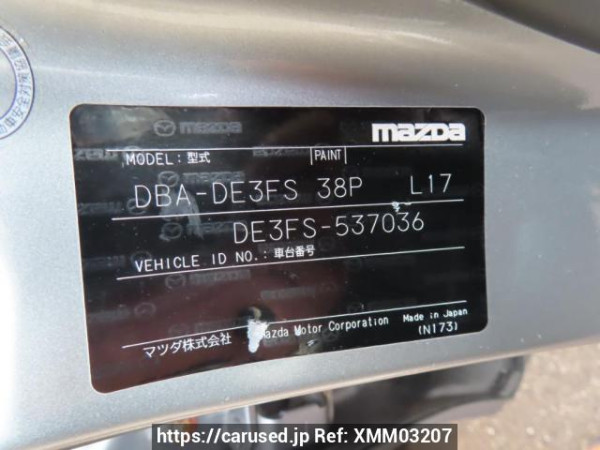 mazda
mazda
MODEL: 型式 PAINT
DBA-DE3FS 38P L17
DE3FS-537036
VEHICLE ID NO.: 車台番号
マツダ株式会社 Mazda Motor Corporation Made in Japan
(N173)
https://carused.jp Ref: XMM03207